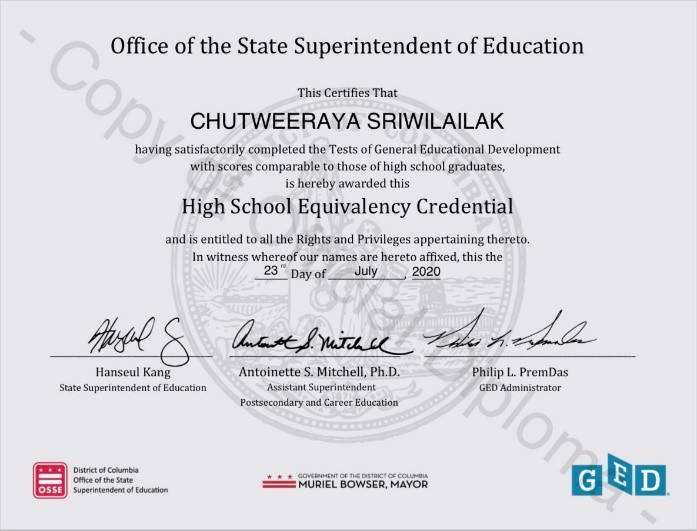 Office of the State Superintendent of Education
This Certifies That
CHUTWEERAYA SRIWILAILAK
having satisfactorily completed the Tests of General Educational Development
with scores comparable to those of high school graduates,
is hereby awarded this
High School Equivalency Credential
and is entitled to all the Rights and Privileges appertaining thereto.
In witness whereof our names are hereto affixed, this the
23 rd Day of July , 2020
Hanseul Kang
State Superintendent of Education
Antoinette S. Mitchell
Antoinette S. Mitchell, Ph.D.
Assistant Superintendent
Postsecondary and Career Education
Philip L. PremDas
GED Administrator
OSSE
District of Columbia
Office of the State
Superintendent of Education
GOVERNMENT OF THE DISTRICT OF COLUMBIA
MURIEL BOWSER, MAYOR
GED
- Copy of Official Diploma -